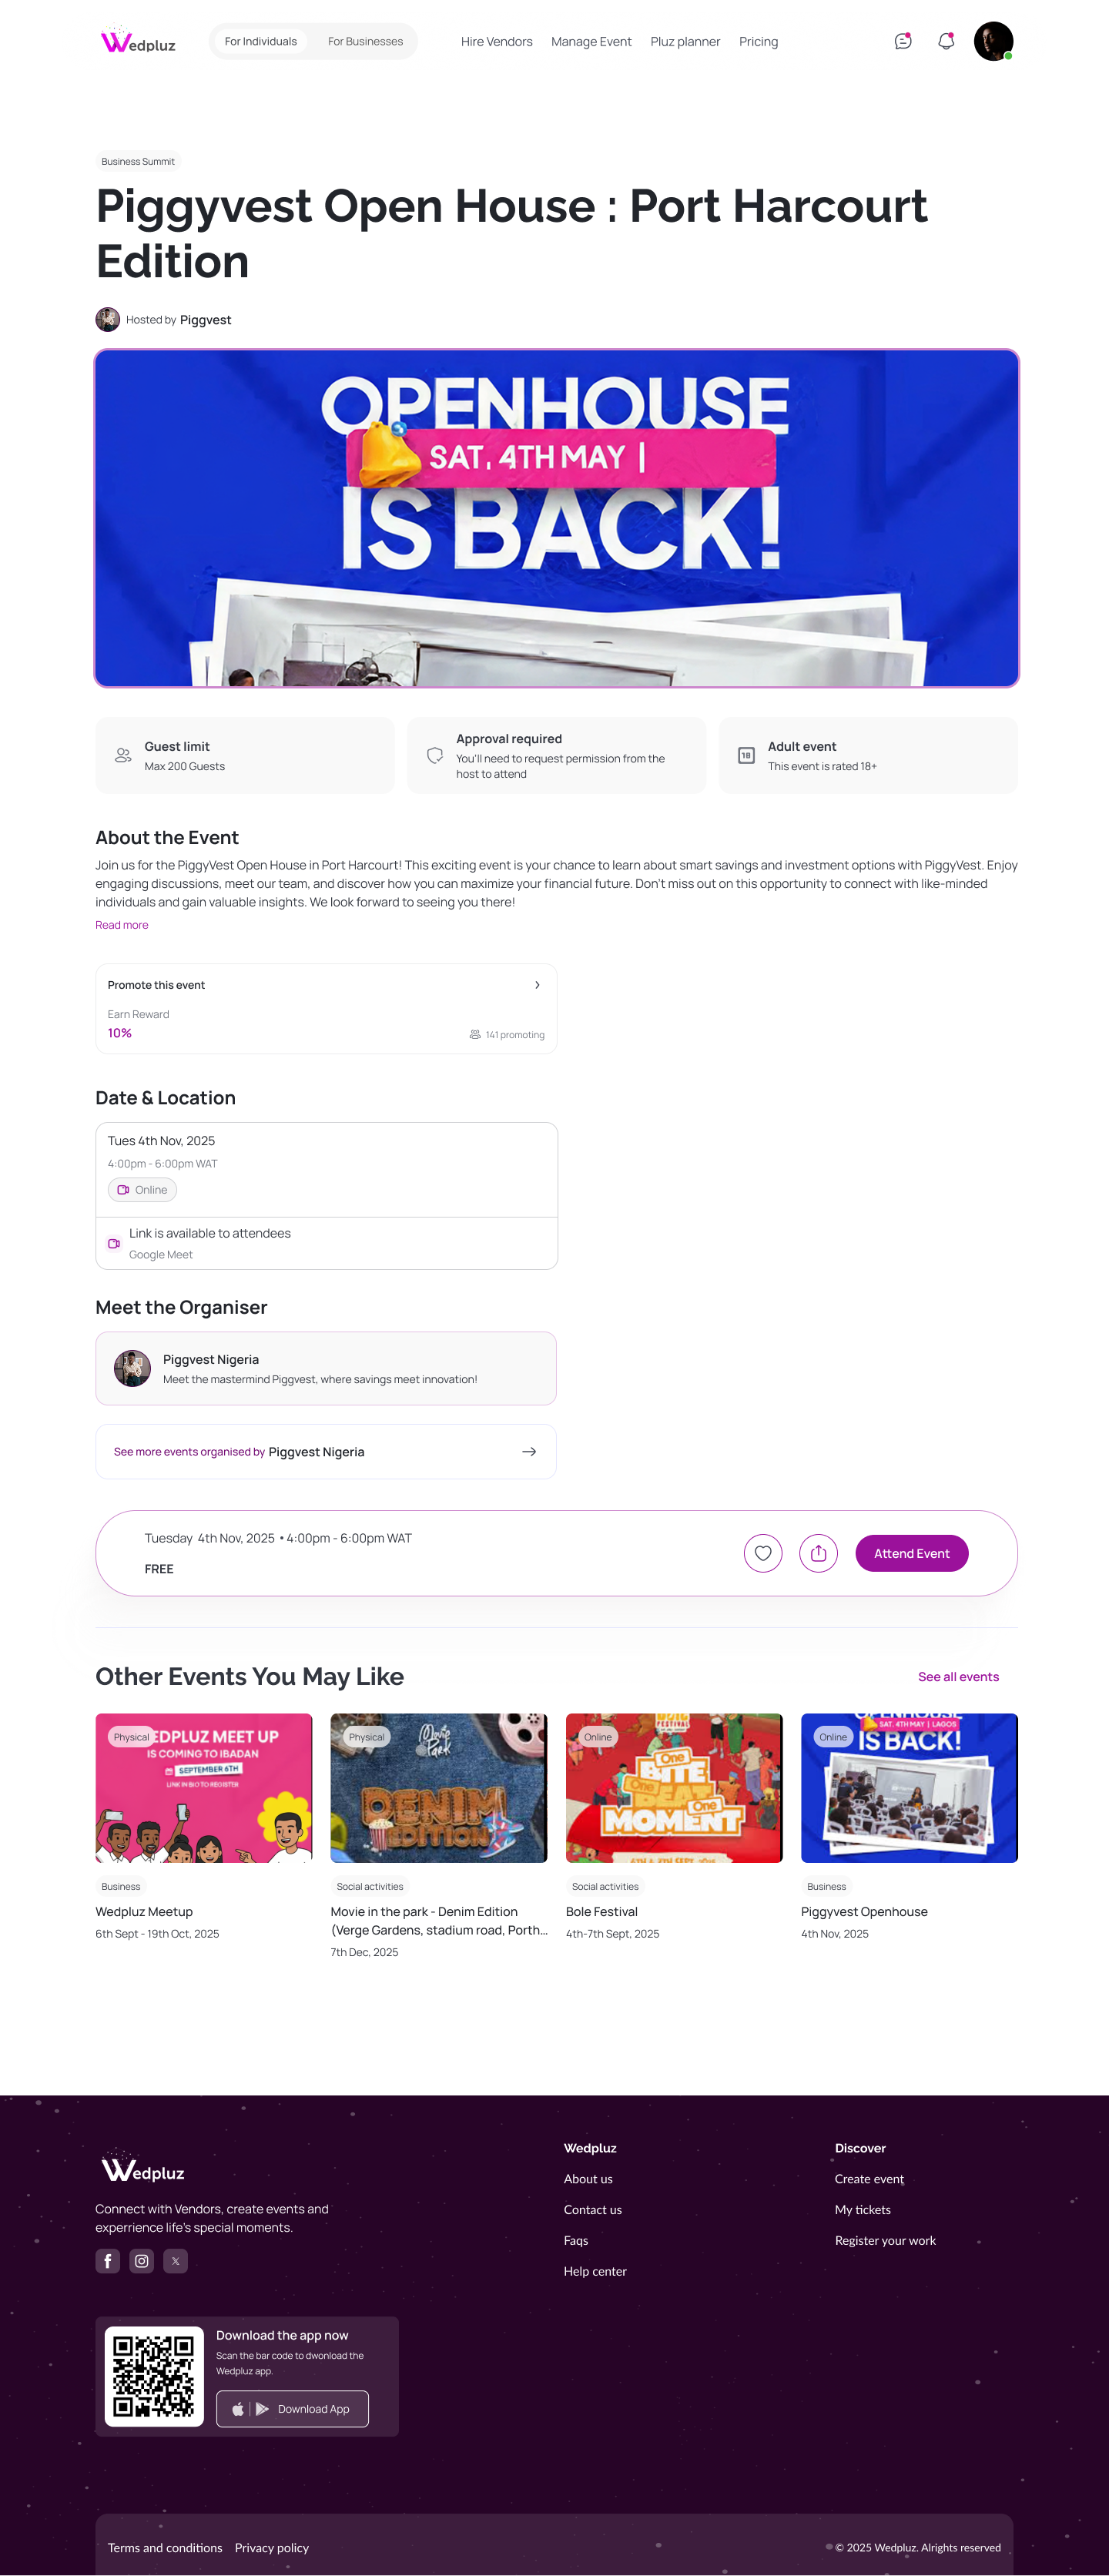 Wedpluz
For Individuals
For Businesses
Hire Vendors
Manage Event
Pluz planner
Pricing
Business Summit
Piggyvest Open House : Port Harcourt
Edition
Hosted by Piggvest
OPENHOUSE
SAT, 4TH MAY |
IS BACK!
Guest limit
Max 200 Guests
Approval required
You'll need to request permission from the
host to attend
18
Adult event
This event is rated 18+
About the Event
Join us for the PiggyVest Open House in Port Harcourt! This exciting event is your chance to learn about smart savings and investment options with PiggyVest. Enjoy
engaging discussions, meet our team, and discover how you can maximize your financial future. Don't miss out on this opportunity to connect with like-minded
individuals and gain valuable insights. We look forward to seeing you there!
Read more
Promote this event
Earn Reward
10%
141 promoting
Date & Location
Tues 4th Nov, 2025
4:00pm - 6:00pm WAT
Online
Link is available to attendees
Google Meet
Meet the Organiser
Piggvest Nigeria
Meet the mastermind Piggvest, where savings meet innovation!
See more events organised by Piggvest Nigeria
Tuesday 4th Nov, 2025 • 4:00pm - 6:00pm WAT
FREE
Attend Event
Other Events You May Like
See all events
Physical
EDPLUZ MEET UP
IS COMING TO IBADAN
SEPTEMBER 6TH
LINK IN BIO TO REGISTER
Business
Wedpluz Meetup
6th Sept - 19th Oct, 2025
Physical
Movie Park
DENIM
EDITION
Social activities
Movie in the park - Denim Edition
(Verge Gardens, stadium road, Porth...
7th Dec, 2025
Online
FESTIVAL
One
BITE
One
BEAT
One
MOMENT
Social activities
Bole Festival
4th-7th Sept, 2025
Online
SAT, 4TH MAY | LAGOS
IS BACK!
Business
Piggyvest Openhouse
4th Nov, 2025
Wedpluz
Connect with Vendors, create events and
experrience life's special moments.
Wedpluz
About us
Contact us
Faqs
Help center
Discover
Create event
My tickets
Register your work
Download the app now
Scan the bar code to dwonload the
Wedpluz app.
Download App
Terms and conditions
Privacy policy
© 2025 Wedpluz. Alrights reserved